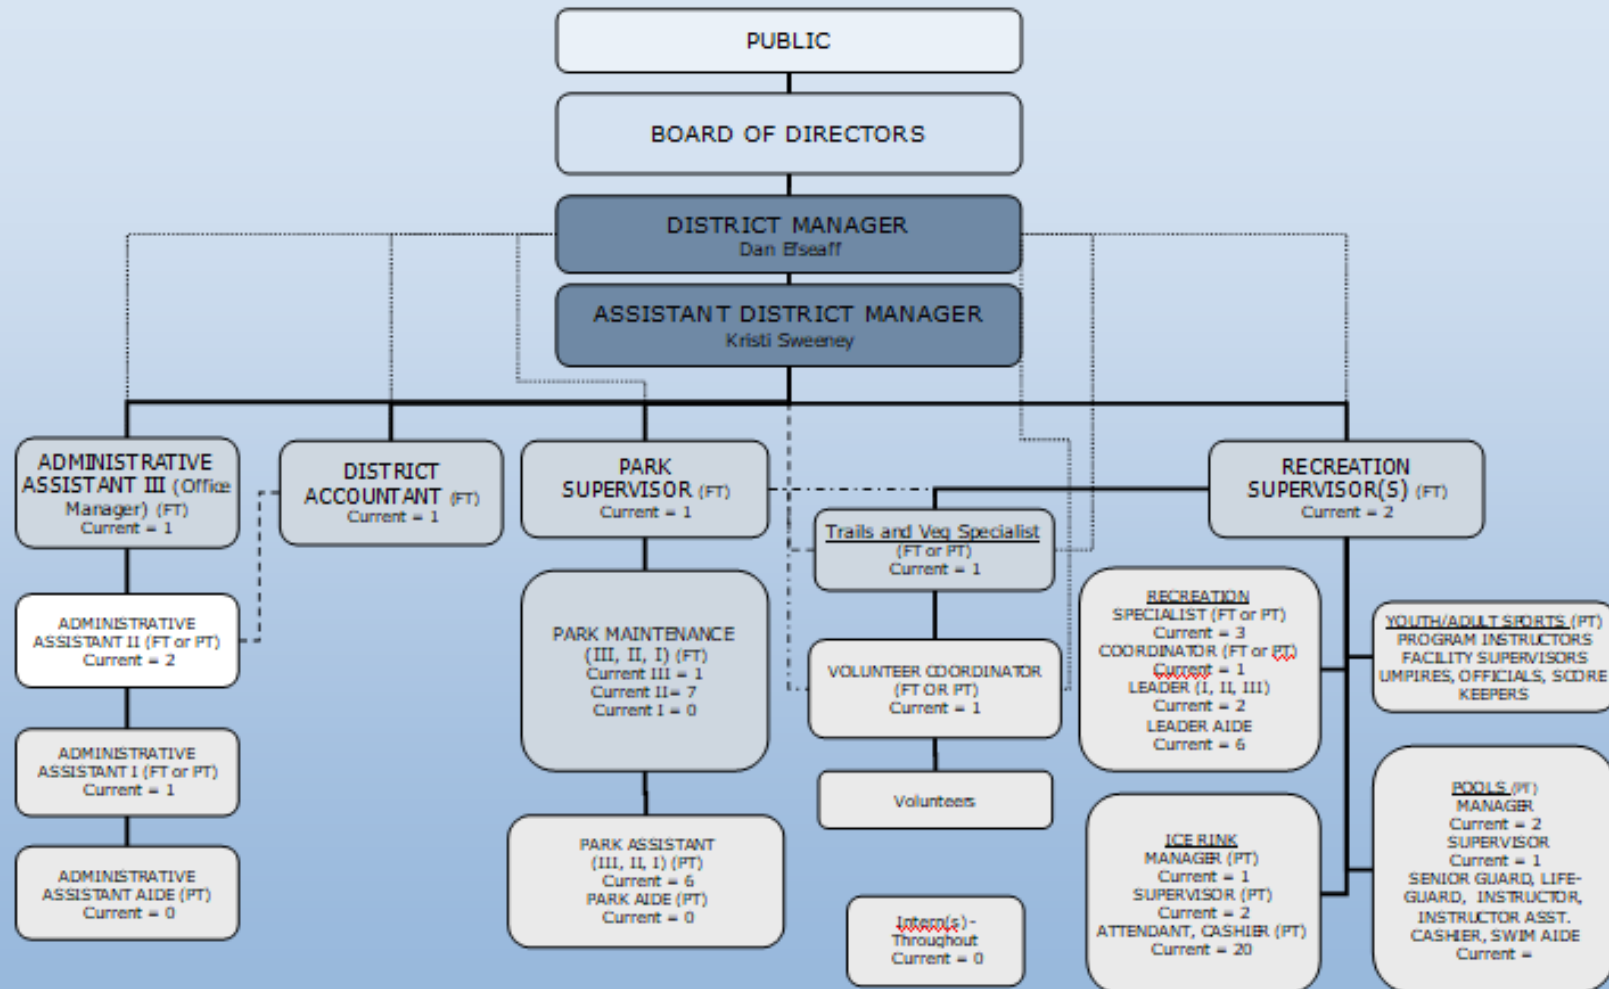 PUBLIC
BOARD OF DIRECTORS
DISTRICT MANAGER
Dan Efseaff
ASSISTANT DISTRICT MANAGER
Kristi Sweeney
ADMINISTRATIVE
ASSISTANT III (Office
Manager) (FT)
Current = 1
DISTRICT
ACCOUNTANT (FT)
Current = 1
PARK
SUPERVISOR (FT)
Current = 1
RECREATION
SUPERVISOR(S) (FT)
Current = 2
Trails and Veg Specialist
(FT or PT)
Current = 1
ADMINISTRATIVE
ASSISTANT II (FT or PT)
Current = 2
PARK MAINTENANCE
(III, II, I) (FT)
Current III = 1
Current II= 7
Current I = 0
VOLUNTEER COORDINATOR
(FT OR PT)
Current = 1
RECREATION
SPECIALIST (FT or PT)
Current = 3
COORDINATOR (FT or PT)
Current = 1
LEADER (I, II, III)
Current = 2
LEADER AIDE
Current = 6
YOUTH/ADULT SPORTS (PT)
PROGRAM INSTRUCTORS
FACILITY SUPERVISORS
UMPIRES, OFFICIALS, SCORE
KEEPERS
ADMINISTRATIVE
ASSISTANT I (FT or PT)
Current = 1
Volunteers
ADMINISTRATIVE
ASSISTANT AIDE (PT)
Current = 0
PARK ASSISTANT
(III, II, I) (PT)
Current = 6
PARK AIDE (PT)
Current = 0
Intern(s)-
Throughout
Current = 0
ICE RINK
MANAGER (PT)
Current = 1
SUPERVISOR (PT)
Current = 2
ATTENDANT, CASHIER (PT)
Current = 20
POOLS (PT)
MANAGER
Current = 2
SUPERVISOR
Current = 1
SENIOR GUARD, LIFE-
GUARD, INSTRUCTOR,
INSTRUCTOR ASST.
CASHIER, SWIM AIDE
Current =